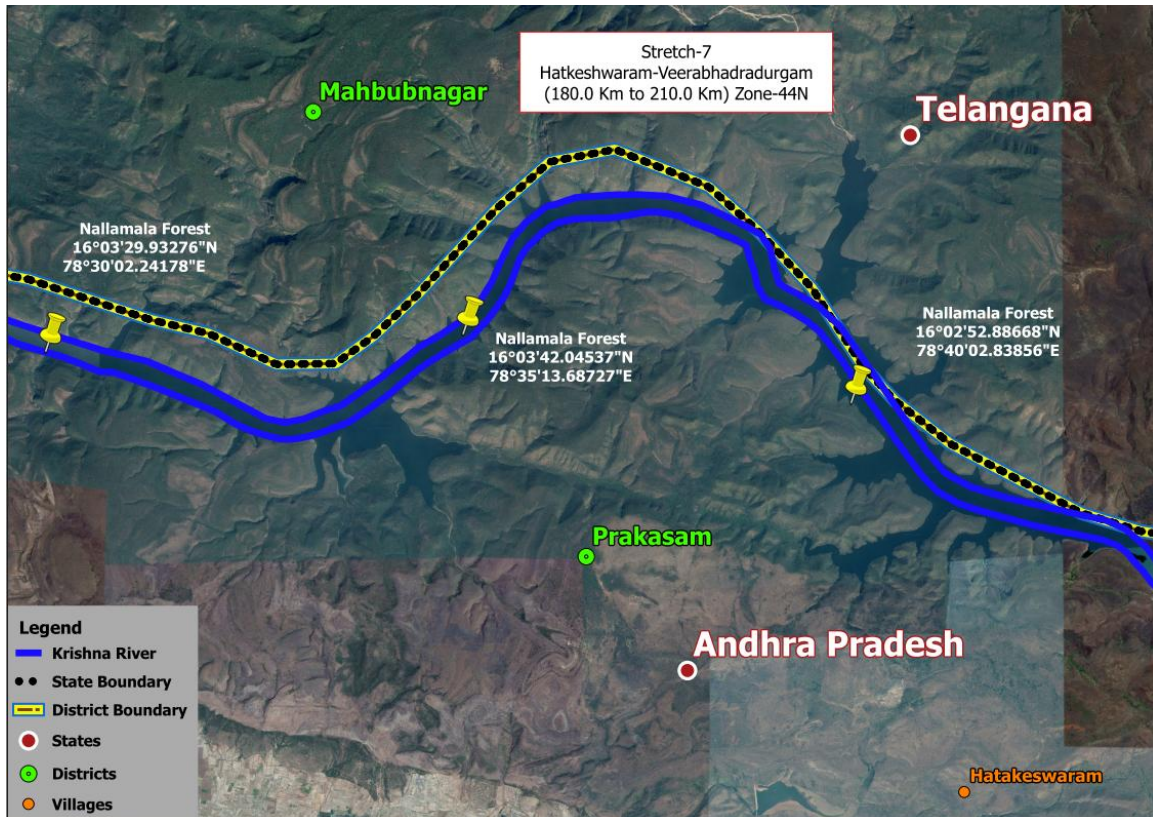 Stretch-7
Hatkeshwaram-Veerabhadradurgam
(180.0 Km to 210.0 Km) Zone-44N
Mahbubnagar
Telangana
Nallamala Forest
16°03'29.93276"N
78°30'02.24178"E
Nallamala Forest
16°03'42.04537"N
78°35'13.68727"E
Nallamala Forest
16°02'52.88668"N
78°40'02.83856"E
Prakasam
Andhra Pradesh
Hatakeswaram
Legend
Krishna River
State Boundary
District Boundary
States
Districts
Villages